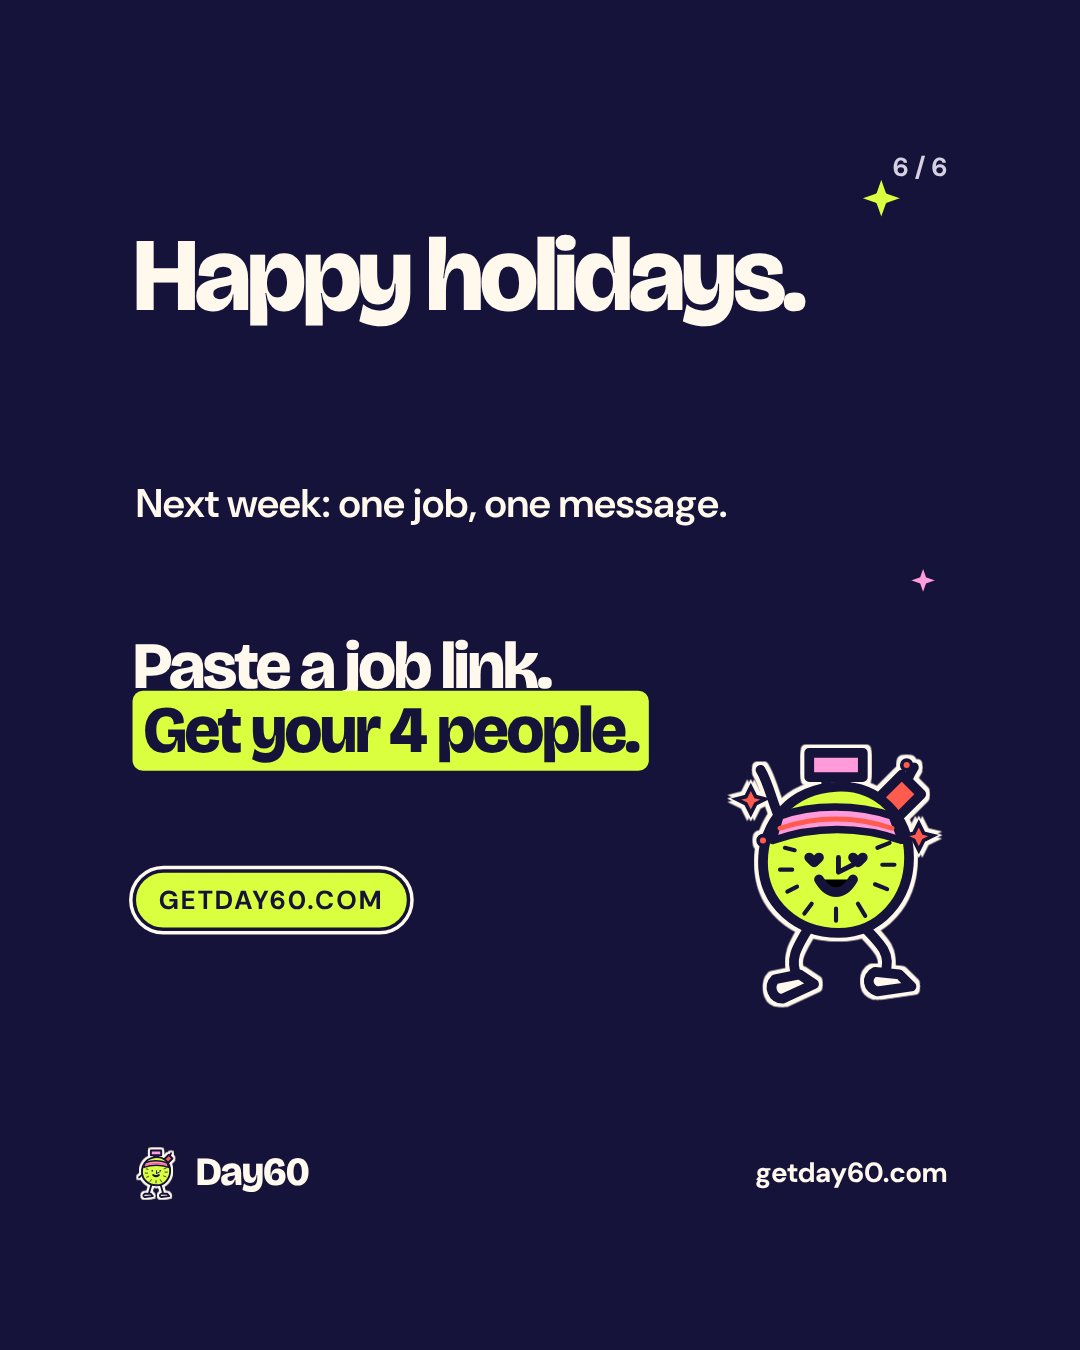 6 / 6
Happy holidays.
Next week: one job, one message.
Paste a job link.
Get your 4 people.
GETDAY60.COM
Day60
getday60.com